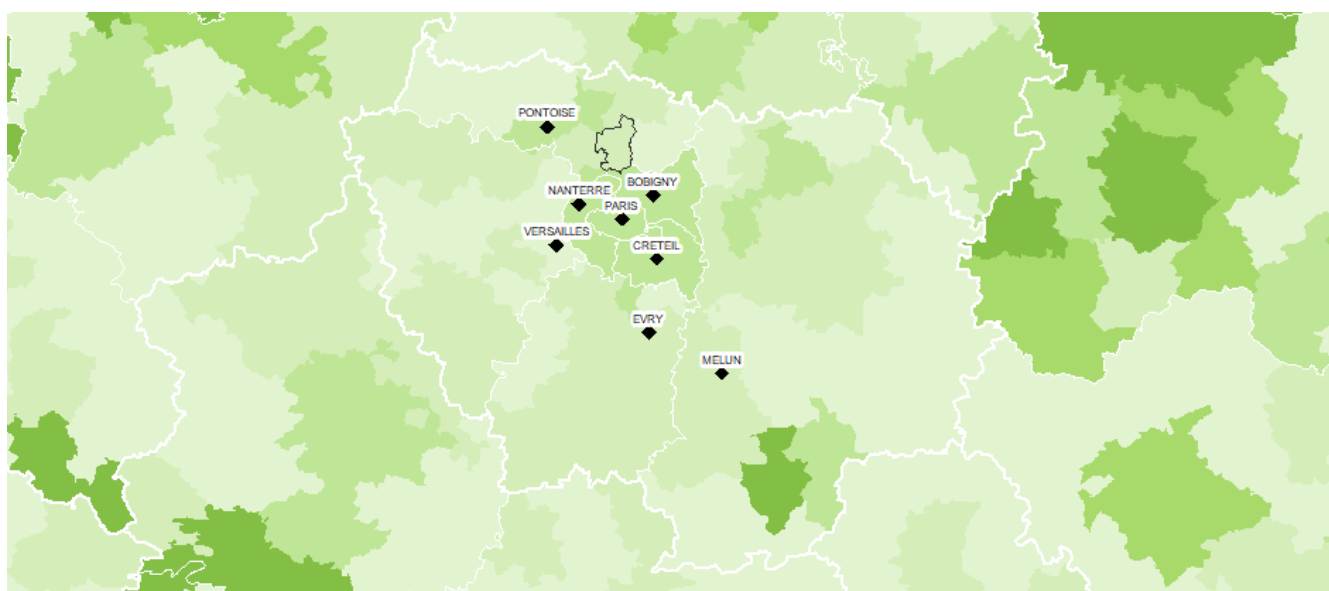 PONTOISE
BOBIGNY
NANTERRE
PARIS
VERSAILLES
CRETEIL
EVRY
MELUN